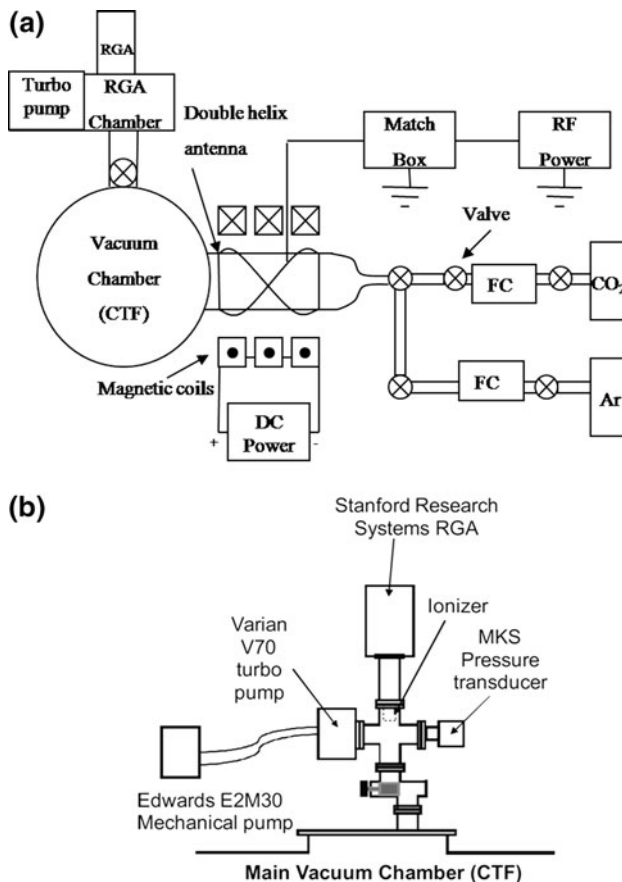 (a)
RGA
Turbo
pump
RGA
Chamber
Double helix
antenna
Match
Box
RF
Power
Valve
Vacuum
Chamber
(CTF)
FC
CO2
Magnetic coils
FC
Ar
DC
Power
+ -
(b)
Stanford Research
Systems RGA
Ionizer
Varian
V70
turbo
pump
MKS
Pressure
transducer
Edwards E2M30
Mechanical pump
Main Vacuum Chamber (CTF)